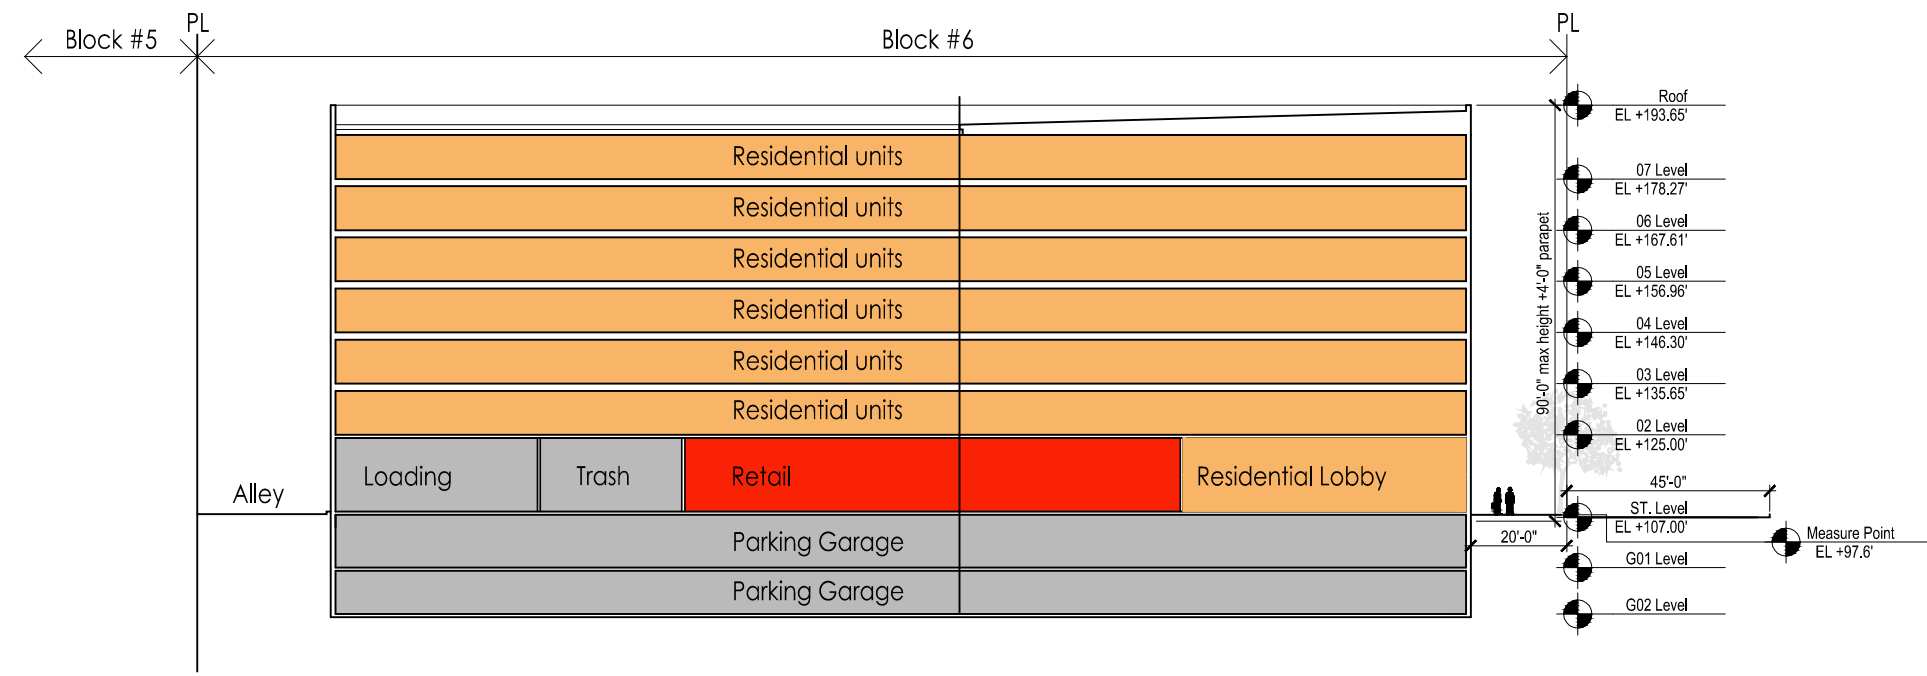 PL
PL
Block #5
Block #6
Roof
EL +193.65'
Residential units
07 Level
EL +178.27'
Residential units
06 Level
EL +167.61'
Residential units
05 Level
EL +156.96'
Residential units
04 Level
EL +146.30'
Residential units
03 Level
EL +135.65'
Residential units
02 Level
EL +125.00'
90'-0" max height +4'-0" parapet
Loading
Trash
Retail
Residential Lobby
45'-0"
Alley
ST. Level
EL +107.00'
Parking Garage
20'-0"
Measure Point
EL +97.6'
G01 Level
Parking Garage
G02 Level